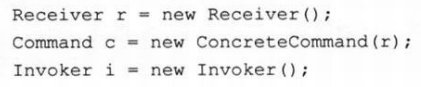 Receiver r = new Receiver();
Command c = new ConcreteCommand(r);
Invoker i = new Invoker();